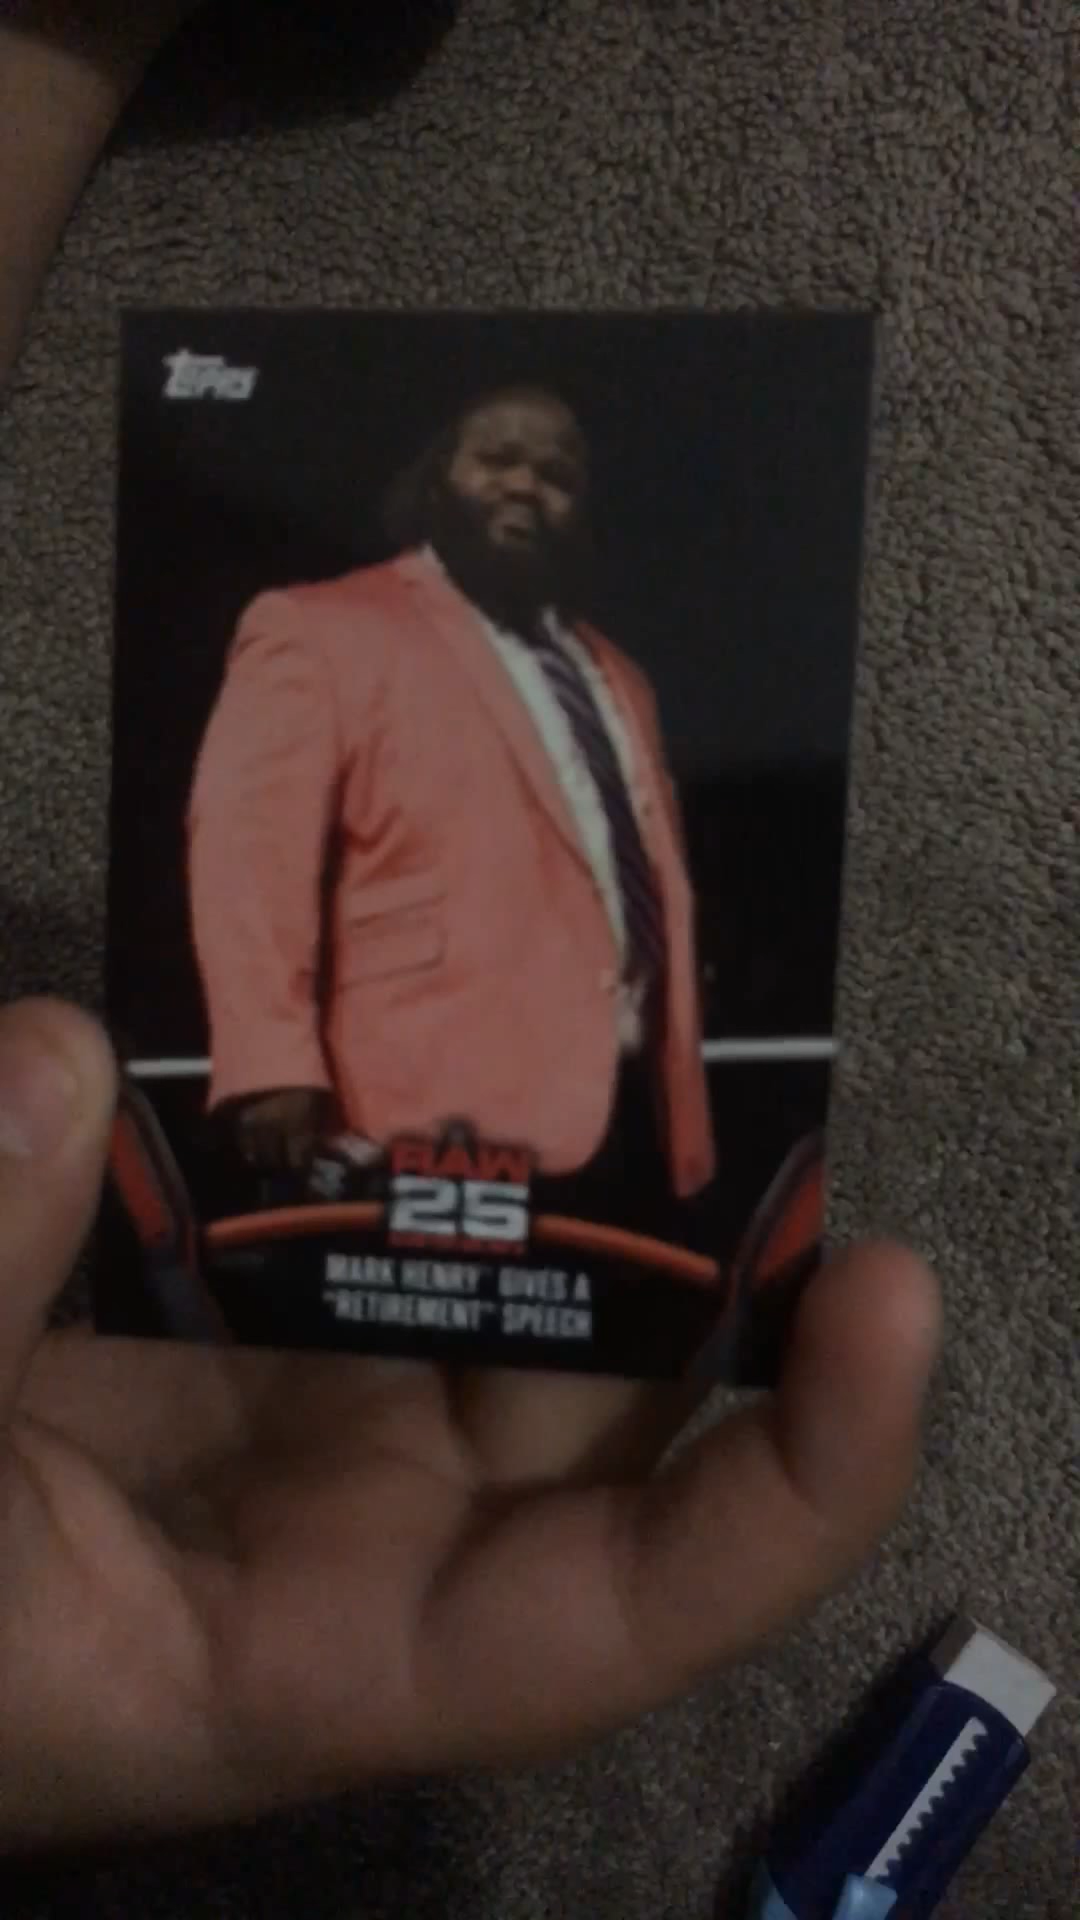 Topps
RAW
25
MARK HENRY GIVES A
"RETIREMENT" SPEECH